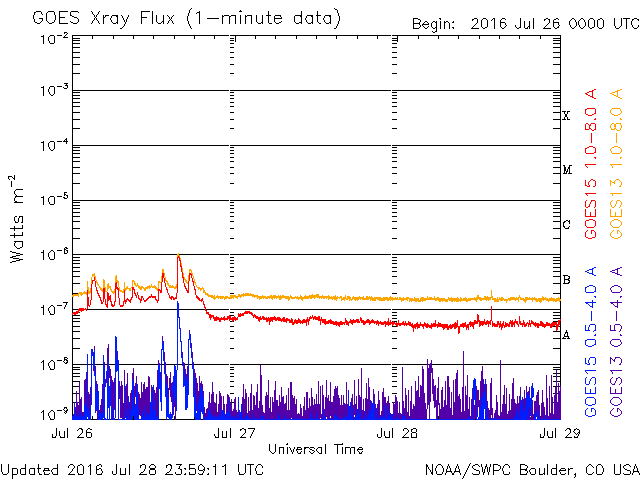 GOES Xray Flux (1-minute data)
Begin: 2016 Jul 26 0000 UTC
10-2
10-3
10-4
10-5
10-6
10-7
10-8
10-9
Watts m-2
X
M
C
B
A
GOES15 1.0-8.0 A
GOES13 1.0-8.0 A
GOES15 0.5-4.0 A
GOES13 0.5-4.0 A
Jul 26
Jul 27
Jul 28
Jul 29
Universal Time
Updated 2016 Jul 28 23:59:11 UTC
NOAA/SWPC Boulder, CO USA